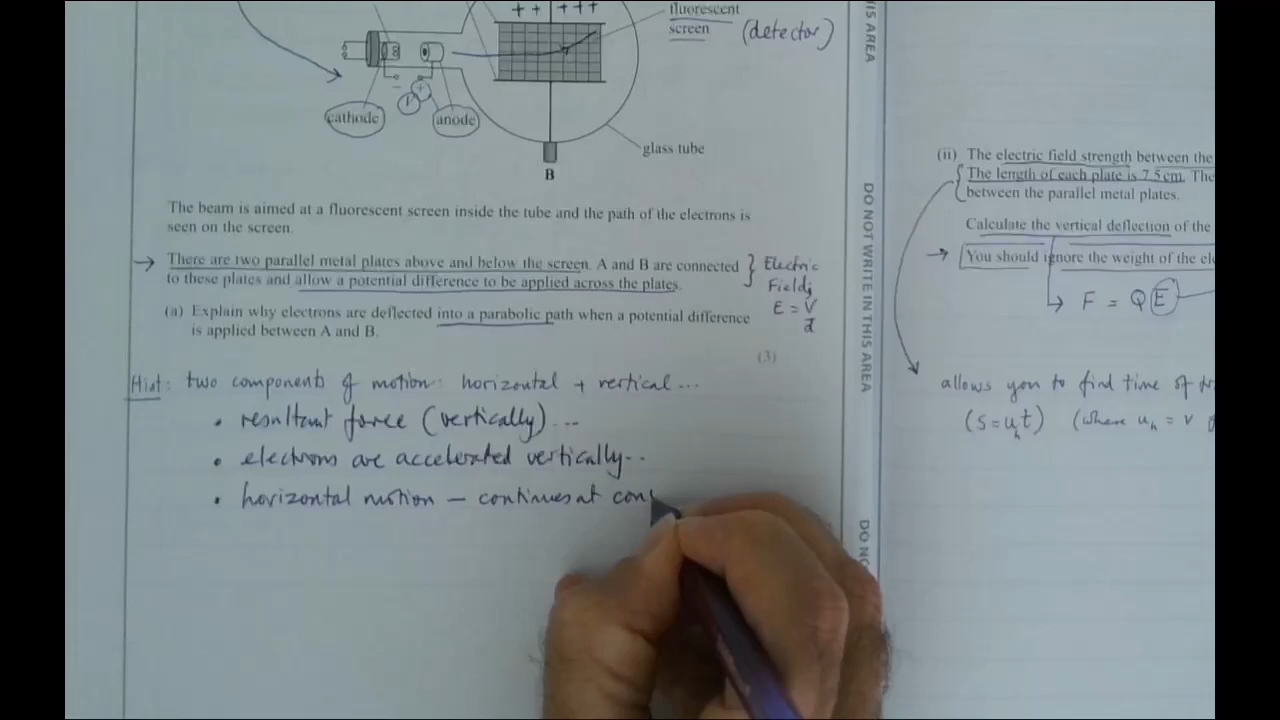 + + + + +
fluorescent
screen (detector)
- +
V
cathode
anode
glass tube
B
The beam is aimed at a fluorescent screen inside the tube and the path of the electrons is
seen on the screen.
There are two parallel metal plates above and below the screen. A and B are connected
to these plates and allow a potential difference to be applied across the plates.
Electric
Fields
E = V
d
(a) Explain why electrons are deflected into a parabolic path when a potential difference
is applied between A and B.
(3)
Hint: two components of motion: horizontal + vertical...
• resultant force (vertically)...
• electrons are accelerated vertically...
• horizontal motion – continues at con
IS AREA
DO NOT WRITE IN THIS AREA
DO NO
(ii) The electric field strength between the
The length of each plate is 7.5 cm. The
between the parallel metal plates.
Calculate the vertical deflection of the
You should ignore the weight of the el
F = QE
allows you to find time of
(s = uht) (where uh = v